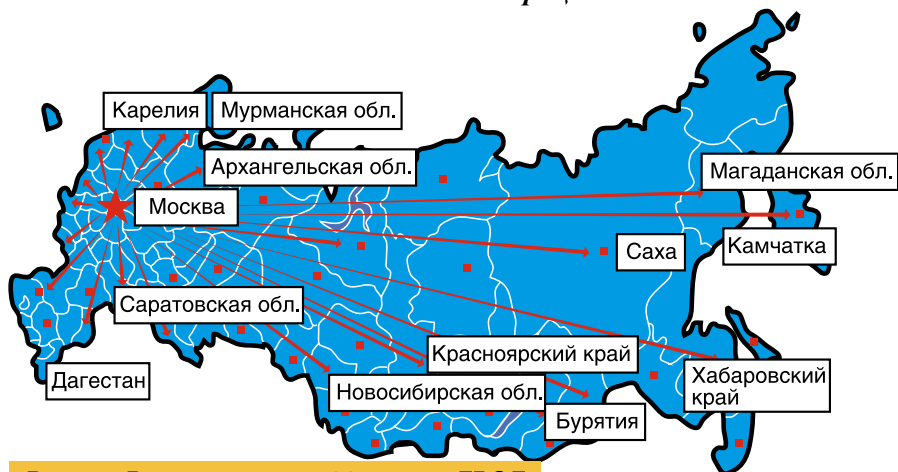 Карелия
Мурманская обл.
Архангельская обл.
Магаданская обл.
Москва
Камчатка
Саха
Саратовская обл.
Красноярский край
Дагестан
Новосибирская обл.
Хабаровский
край
Бурятия